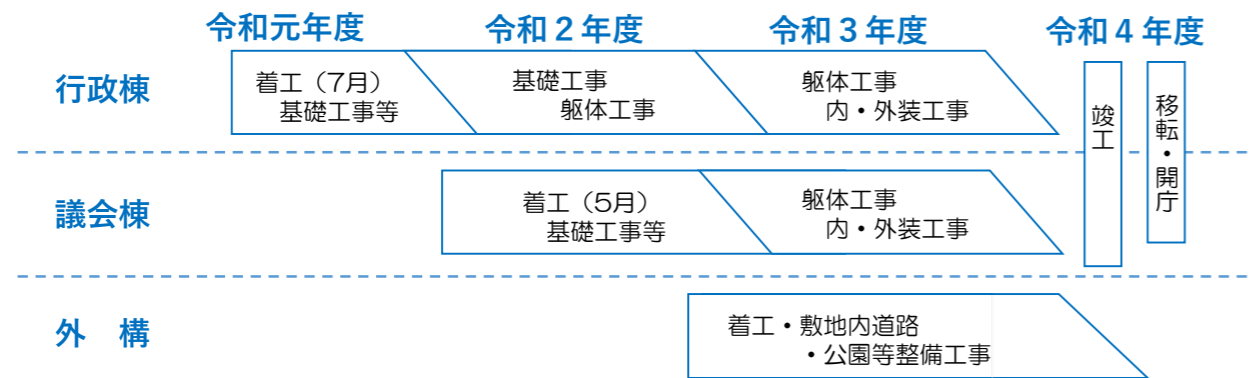 令和元年度
令和２年度
令和３年度
令和４年度
行政棟
着工（7月）
基礎工事等
基礎工事
躯体工事
躯体工事
内・外装工事
竣工
移転・開庁
議会棟
着工（5月）
基礎工事等
躯体工事
内・外装工事
外　構
着工・敷地内道路
・公園等整備工事